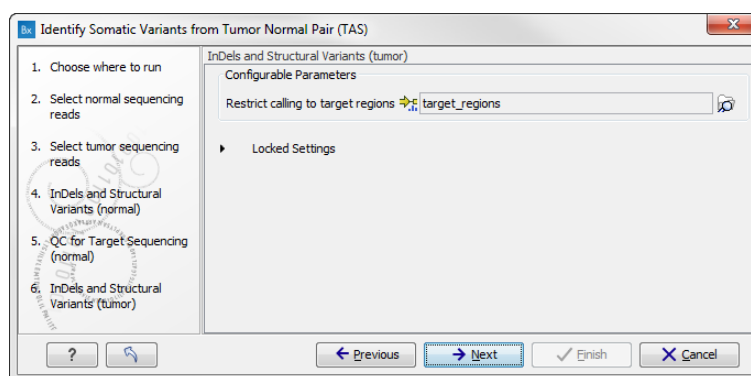 Bx Identify Somatic Variants from Tumor Normal Pair (TAS)
x
1. Choose where to run
2. Select normal sequencing
reads
3. Select tumor sequencing
reads
4. InDels and Structural
Variants (normal)
5. QC for Target Sequencing
(normal)
6. InDels and Structural
Variants (tumor)
InDels and Structural Variants (tumor)
Configurable Parameters
Restrict calling to target regions target_regions
Locked Settings
? Previous Next Finish Cancel